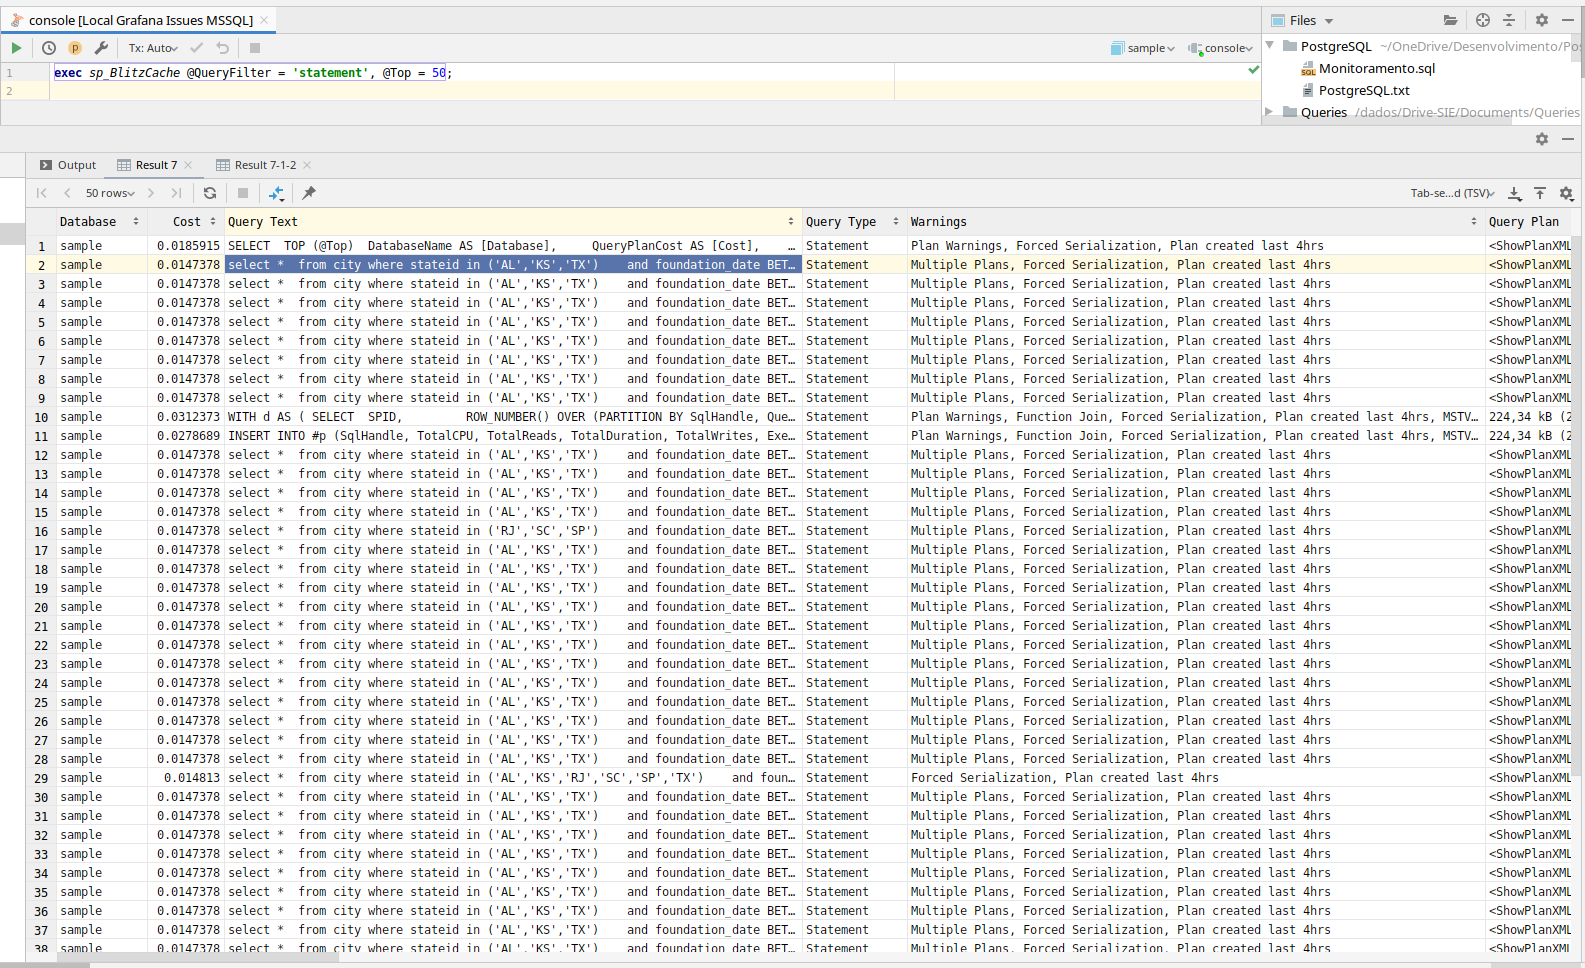 console [Local Grafana Issues MSSQL]
Files
Tx: Auto
sample
console
PostgreSQL ~/OneDrive/Desenvolvimento/Pos
1 exec sp_BlitzCache @QueryFilter = 'statement', @Top = 50;
Monitoramento.sql
2
PostgreSQL.txt
Queries /dados/Drive-SIE/Documents/Queries
Output Result 7 Result 7-1-2
50 rows
Tab-se...d (TSV)
Database Cost Query Text Query Type Warnings Query Plan
1 sample 0.0185915 SELECT TOP (@Top) DatabaseName AS [Database], QueryPlanCost AS [Cost], … Statement Plan Warnings, Forced Serialization, Plan created last 4hrs <ShowPlanXML
2 sample 0.0147378 select * from city where stateid in ('AL','KS','TX') and foundation_date BET… Statement Multiple Plans, Forced Serialization, Plan created last 4hrs <ShowPlanXML
3 sample 0.0147378 select * from city where stateid in ('AL','KS','TX') and foundation_date BET… Statement Multiple Plans, Forced Serialization, Plan created last 4hrs <ShowPlanXML
4 sample 0.0147378 select * from city where stateid in ('AL','KS','TX') and foundation_date BET… Statement Multiple Plans, Forced Serialization, Plan created last 4hrs <ShowPlanXML
5 sample 0.0147378 select * from city where stateid in ('AL','KS','TX') and foundation_date BET… Statement Multiple Plans, Forced Serialization, Plan created last 4hrs <ShowPlanXML
6 sample 0.0147378 select * from city where stateid in ('AL','KS','TX') and foundation_date BET… Statement Multiple Plans, Forced Serialization, Plan created last 4hrs <ShowPlanXML
7 sample 0.0147378 select * from city where stateid in ('AL','KS','TX') and foundation_date BET… Statement Multiple Plans, Forced Serialization, Plan created last 4hrs <ShowPlanXML
8 sample 0.0147378 select * from city where stateid in ('AL','KS','TX') and foundation_date BET… Statement Multiple Plans, Forced Serialization, Plan created last 4hrs <ShowPlanXML
9 sample 0.0147378 select * from city where stateid in ('AL','KS','TX') and foundation_date BET… Statement Multiple Plans, Forced Serialization, Plan created last 4hrs <ShowPlanXML
10 sample 0.0312373 WITH d AS ( SELECT SPID, ROW_NUMBER() OVER (PARTITION BY SqlHandle, Que… Statement Plan Warnings, Function Join, Forced Serialization, Plan created last 4hrs, MSTV… 224,34 kB (2
11 sample 0.0278689 INSERT INTO #p (SqlHandle, TotalCPU, TotalReads, TotalDuration, TotalWrites, Exe… Statement Plan Warnings, Function Join, Forced Serialization, Plan created last 4hrs, MSTV… 224,34 kB (2
12 sample 0.0147378 select * from city where stateid in ('AL','KS','TX') and foundation_date BET… Statement Multiple Plans, Forced Serialization, Plan created last 4hrs <ShowPlanXML
13 sample 0.0147378 select * from city where stateid in ('AL','KS','TX') and foundation_date BET… Statement Multiple Plans, Forced Serialization, Plan created last 4hrs <ShowPlanXML
14 sample 0.0147378 select * from city where stateid in ('AL','KS','TX') and foundation_date BET… Statement Multiple Plans, Forced Serialization, Plan created last 4hrs <ShowPlanXML
15 sample 0.0147378 select * from city where stateid in ('AL','KS','TX') and foundation_date BET… Statement Multiple Plans, Forced Serialization, Plan created last 4hrs <ShowPlanXML
16 sample 0.0147378 select * from city where stateid in ('RJ','SC','SP') and foundation_date BET… Statement Multiple Plans, Forced Serialization, Plan created last 4hrs <ShowPlanXML
17 sample 0.0147378 select * from city where stateid in ('AL','KS','TX') and foundation_date BET… Statement Multiple Plans, Forced Serialization, Plan created last 4hrs <ShowPlanXML
18 sample 0.0147378 select * from city where stateid in ('AL','KS','TX') and foundation_date BET… Statement Multiple Plans, Forced Serialization, Plan created last 4hrs <ShowPlanXML
19 sample 0.0147378 select * from city where stateid in ('AL','KS','TX') and foundation_date BET… Statement Multiple Plans, Forced Serialization, Plan created last 4hrs <ShowPlanXML
20 sample 0.0147378 select * from city where stateid in ('AL','KS','TX') and foundation_date BET… Statement Multiple Plans, Forced Serialization, Plan created last 4hrs <ShowPlanXML
21 sample 0.0147378 select * from city where stateid in ('AL','KS','TX') and foundation_date BET… Statement Multiple Plans, Forced Serialization, Plan created last 4hrs <ShowPlanXML
22 sample 0.0147378 select * from city where stateid in ('AL','KS','TX') and foundation_date BET… Statement Multiple Plans, Forced Serialization, Plan created last 4hrs <ShowPlanXML
23 sample 0.0147378 select * from city where stateid in ('AL','KS','TX') and foundation_date BET… Statement Multiple Plans, Forced Serialization, Plan created last 4hrs <ShowPlanXML
24 sample 0.0147378 select * from city where stateid in ('AL','KS','TX') and foundation_date BET… Statement Multiple Plans, Forced Serialization, Plan created last 4hrs <ShowPlanXML
25 sample 0.0147378 select * from city where stateid in ('AL','KS','TX') and foundation_date BET… Statement Multiple Plans, Forced Serialization, Plan created last 4hrs <ShowPlanXML
26 sample 0.0147378 select * from city where stateid in ('AL','KS','TX') and foundation_date BET… Statement Multiple Plans, Forced Serialization, Plan created last 4hrs <ShowPlanXML
27 sample 0.0147378 select * from city where stateid in ('AL','KS','TX') and foundation_date BET… Statement Multiple Plans, Forced Serialization, Plan created last 4hrs <ShowPlanXML
28 sample 0.0147378 select * from city where stateid in ('AL','KS','TX') and foundation_date BET… Statement Multiple Plans, Forced Serialization, Plan created last 4hrs <ShowPlanXML
29 sample 0.014813 select * from city where stateid in ('AL','KS','RJ','SC','SP','TX') and foun… Statement Forced Serialization, Plan created last 4hrs <ShowPlanXML
30 sample 0.0147378 select * from city where stateid in ('AL','KS','TX') and foundation_date BET… Statement Multiple Plans, Forced Serialization, Plan created last 4hrs <ShowPlanXML
31 sample 0.0147378 select * from city where stateid in ('AL','KS','TX') and foundation_date BET… Statement Multiple Plans, Forced Serialization, Plan created last 4hrs <ShowPlanXML
32 sample 0.0147378 select * from city where stateid in ('AL','KS','TX') and foundation_date BET… Statement Multiple Plans, Forced Serialization, Plan created last 4hrs <ShowPlanXML
33 sample 0.0147378 select * from city where stateid in ('AL','KS','TX') and foundation_date BET… Statement Multiple Plans, Forced Serialization, Plan created last 4hrs <ShowPlanXML
34 sample 0.0147378 select * from city where stateid in ('AL','KS','TX') and foundation_date BET… Statement Multiple Plans, Forced Serialization, Plan created last 4hrs <ShowPlanXML
35 sample 0.0147378 select * from city where stateid in ('AL','KS','TX') and foundation_date BET… Statement Multiple Plans, Forced Serialization, Plan created last 4hrs <ShowPlanXML
36 sample 0.0147378 select * from city where stateid in ('AL','KS','TX') and foundation_date BET… Statement Multiple Plans, Forced Serialization, Plan created last 4hrs <ShowPlanXML
37 sample 0.0147378 select * from city where stateid in ('AL','KS','TX') and foundation_date BET… Statement Multiple Plans, Forced Serialization, Plan created last 4hrs <ShowPlanXML
38 sample 0.0147378 select * from city where stateid in ('AL','KS','TX') and foundation_date BET… Statement Multiple Plans, Forced Serialization, Plan created last 4hrs <ShowPlanXML